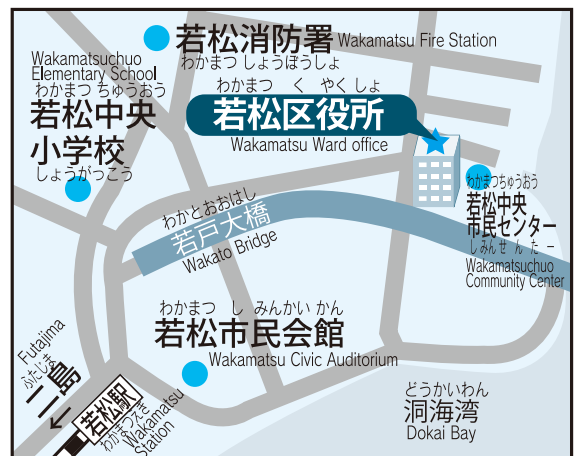 若松消防署 Wakamatsu Fire Station
わかまつ しょうぼうしょ
Wakamatsuchuo
Elementary School
わかまつ ちゅうおう
若松中央
小学校
しょうがっこう
わかまつ く やくしょ
若松区役所
Wakamatsu Ward office
わかまつちゅうおう
若松中央
市民センター
しみんせんたー
Wakamatsuchuo
Community Center
わかとおおはし
若戸大橋
Wakato Bridge
わかまつ し みんかい かん
若松市民会館
Wakamatsu Civic Auditorium
Futajima
ふたじま
二島
←
若松駅
わかまつえき
Wakamatsu
Station
どうかいわん
洞海湾
Dokai Bay